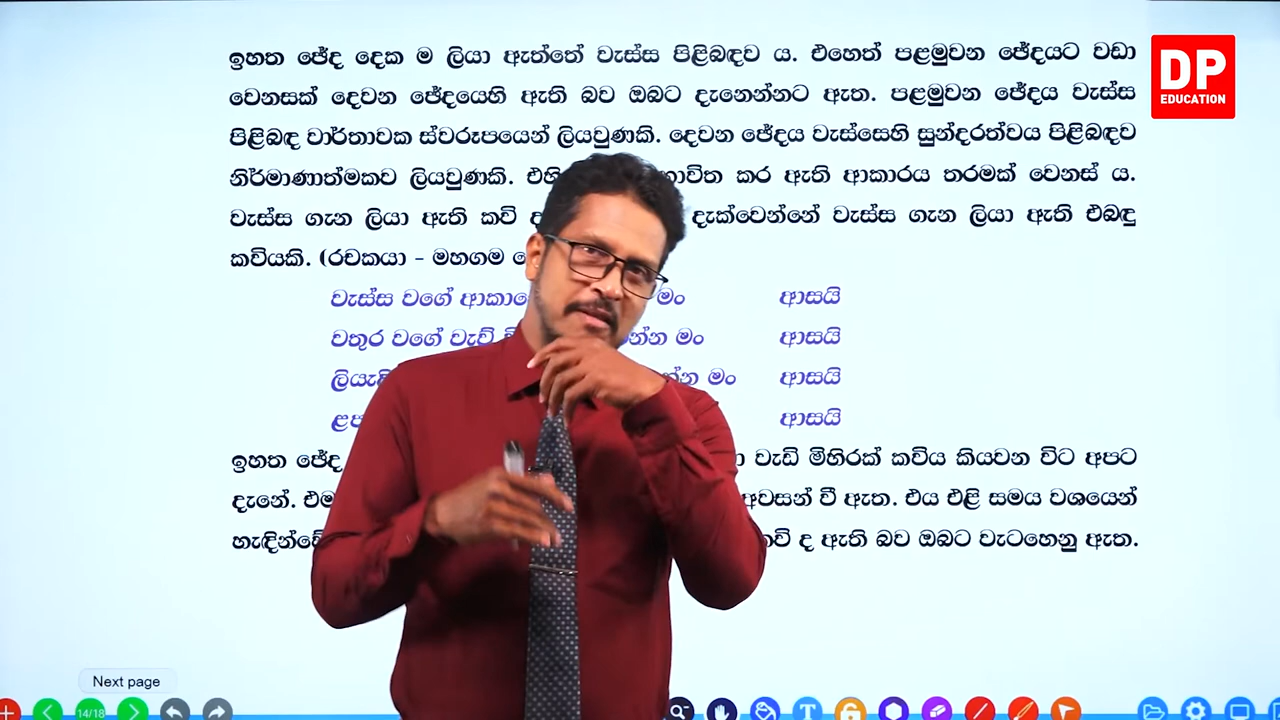 ඉහත ඡේද දෙක ම ලියා ඇත්තේ වැස්ස පිළිබඳව ය. එහෙත් පළමුවන ඡේදයට වඩා
වෙනසක් දෙවන ඡේදයෙහි ඇති බව ඔබට දැනෙන්නට ඇත. පළමුවන ඡේදය වැස්ස
පිළිබඳ වාර්තාවක ස්වරූපයෙන් ලියවුණකි. දෙවන ඡේදය වැස්සෙහි සුන්දරත්වය පිළිබඳව
නිර්මාණාත්මකව ලියවුණකි. කර ඇති ආකාරය තරමක් වෙනස් ය.
වැස්ස ගැන ලියා ඇති කවි දැක්වෙන්නේ වැස්ස ගැන ලියා ඇති එබඳු
කවියකි. (රචකයා - මහගම
වැස්ස වගේ මං ආසයි
වතුර වගේ වැව් මං ආසයි
මං ආසයි
ආසයි
ඉහත ඡේද වැඩි මිහිරක් කවිය කියවන විට අපට
දැනේ. අවසන් වී ඇත. එය එළි සමය වශයෙන්
ද ඇති බව ඔබට වැටහෙනු ඇත.
DP
EDUCATION
Next page
14/18